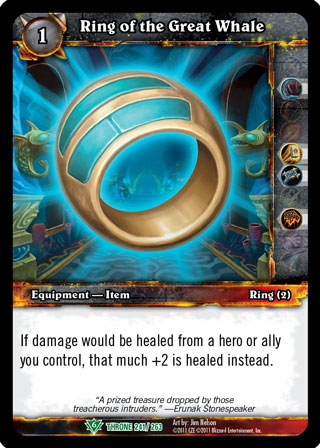 1
Ring of the Great Whale
Equipment — Item
Ring (2)
If damage would be healed from a hero or ally
you control, that much +2 is healed instead.
“A prized treasure dropped by those
treacherous intruders.” —Erunak Stonespeaker
THRONE 241/263
Art by: Jim Nelson
©2011 CZE ©2011 Blizzard Entertainment, Inc.